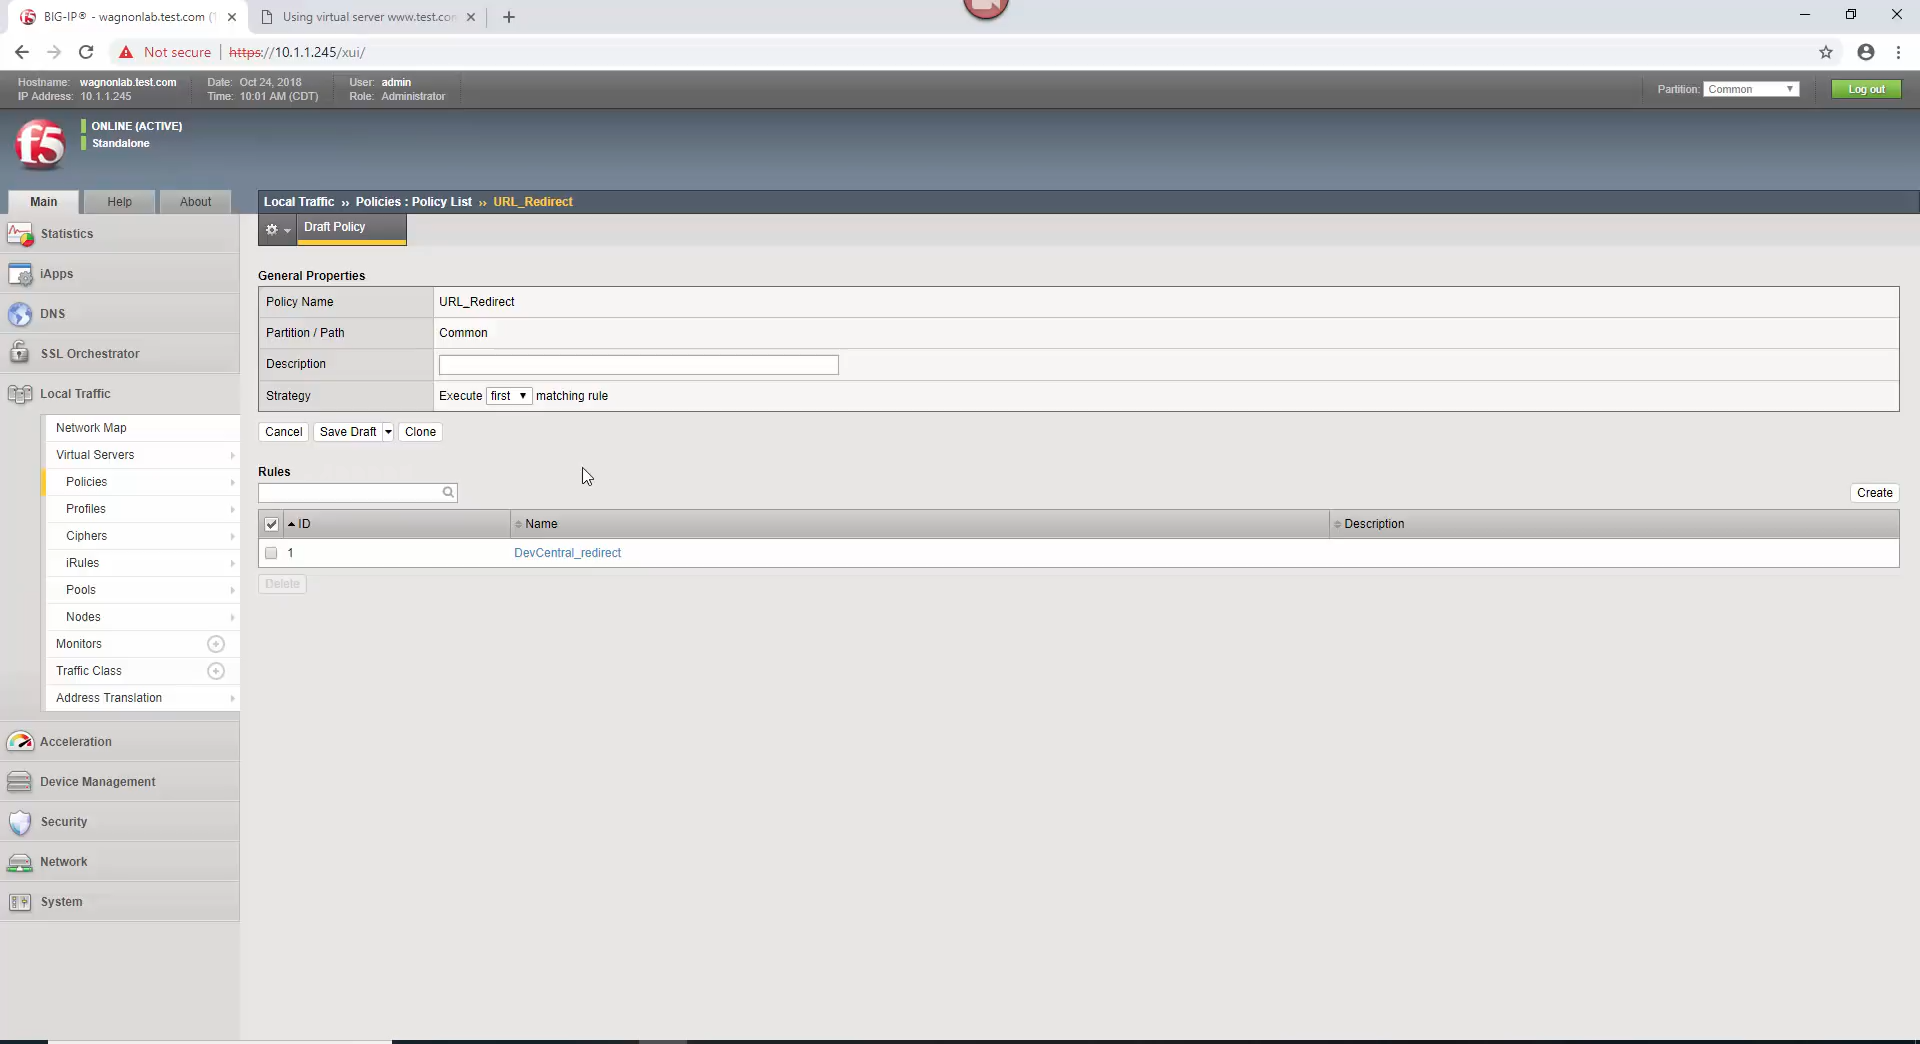 BIG-IP® - wagnonlab.test.com (
Using virtual server www.test.com
Not secure
https://10.1.1.245/xui/
Hostname: wagnonlab.test.com
Date: Oct 24, 2018
User: admin
IP Address: 10.1.1.245
Time: 10:01 AM (CDT)
Role: Administrator
Partition: Common
Log out
f5
ONLINE (ACTIVE)
Standalone
Main
Help
About
Local Traffic ›› Policies : Policy List ›› URL_Redirect
Draft Policy
Statistics
iApps
DNS
SSL Orchestrator
Local Traffic
Network Map
Virtual Servers
Policies
Profiles
Ciphers
iRules
Pools
Nodes
Monitors
Traffic Class
Address Translation
Acceleration
Device Management
Security
Network
System
General Properties
Policy Name
URL_Redirect
Partition / Path
Common
Description
Strategy
Execute first matching rule
Cancel
Save Draft
Clone
Rules
Create
ID
Name
Description
1
DevCentral_redirect
Delete